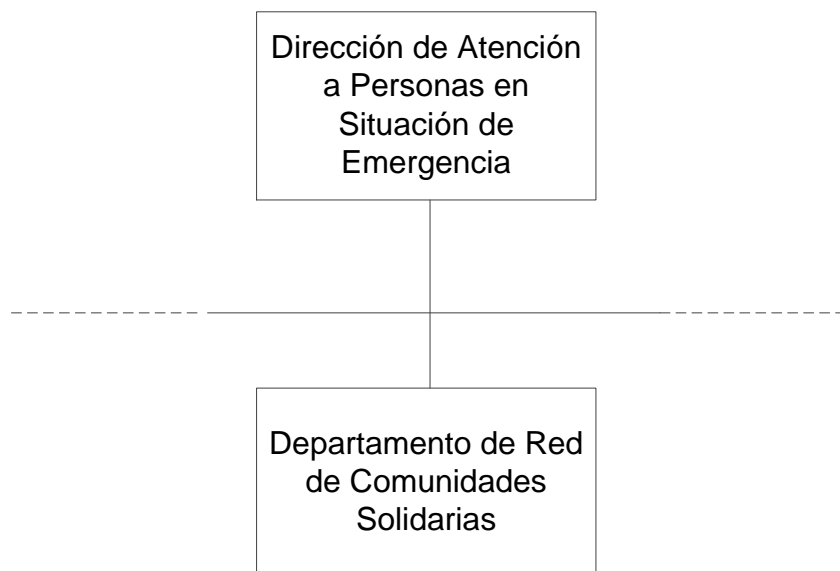 Dirección de Atención
a Personas en
Situación de
Emergencia
Departamento de Red
de Comunidades
Solidarias